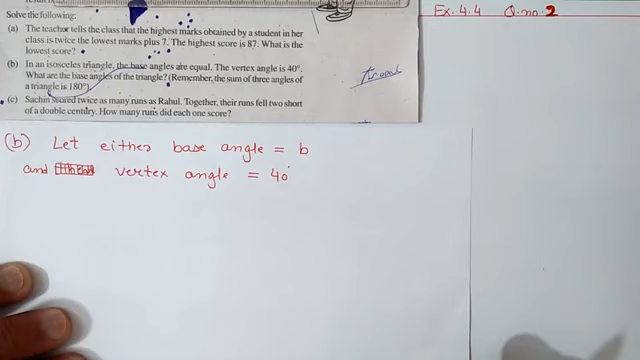 Ex. 4.4 Q.no. 2
Solve the following:
(a) The teacher tells the class that the highest marks obtained by a student in her
class is twice the lowest marks plus 7. The highest score is 87. What is the
lowest score?
(b) In an isosceles triangle, the base angles are equal. The vertex angle is 40°.
What are the base angles of the triangle? (Remember, the sum of three angles of
a triangle is 180°)
(c) Sachin scored twice as many runs as Rahul. Together, their runs fell two short
of a double century. How many runs did each one score?
(b) Let either base angle = b
and vertex angle = 40°